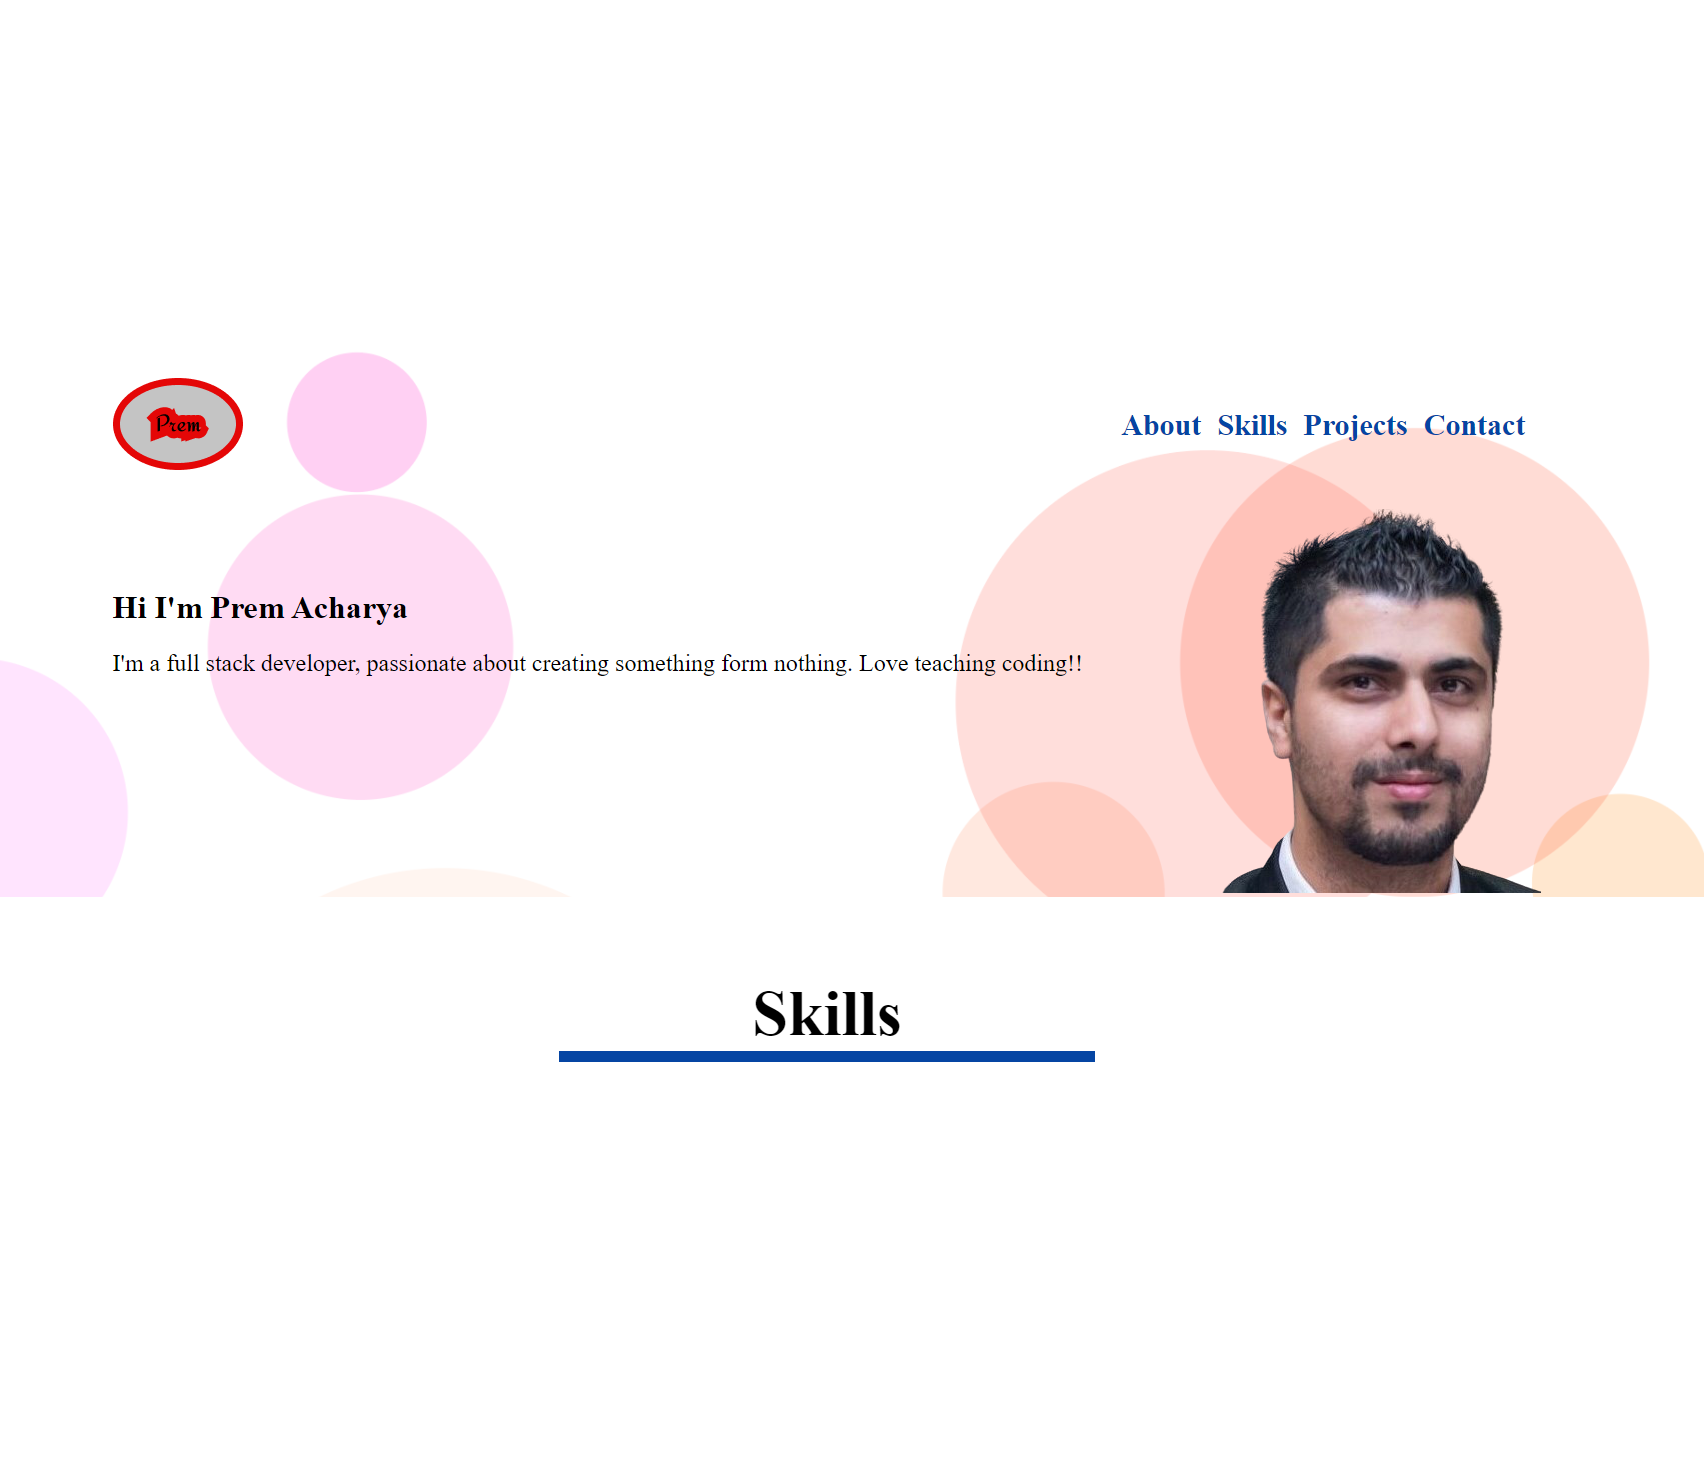 Prem
About Skills Projects Contact
Hi I'm Prem Acharya
I'm a full stack developer, passionate about creating something form nothing. Love teaching coding!!
Skills